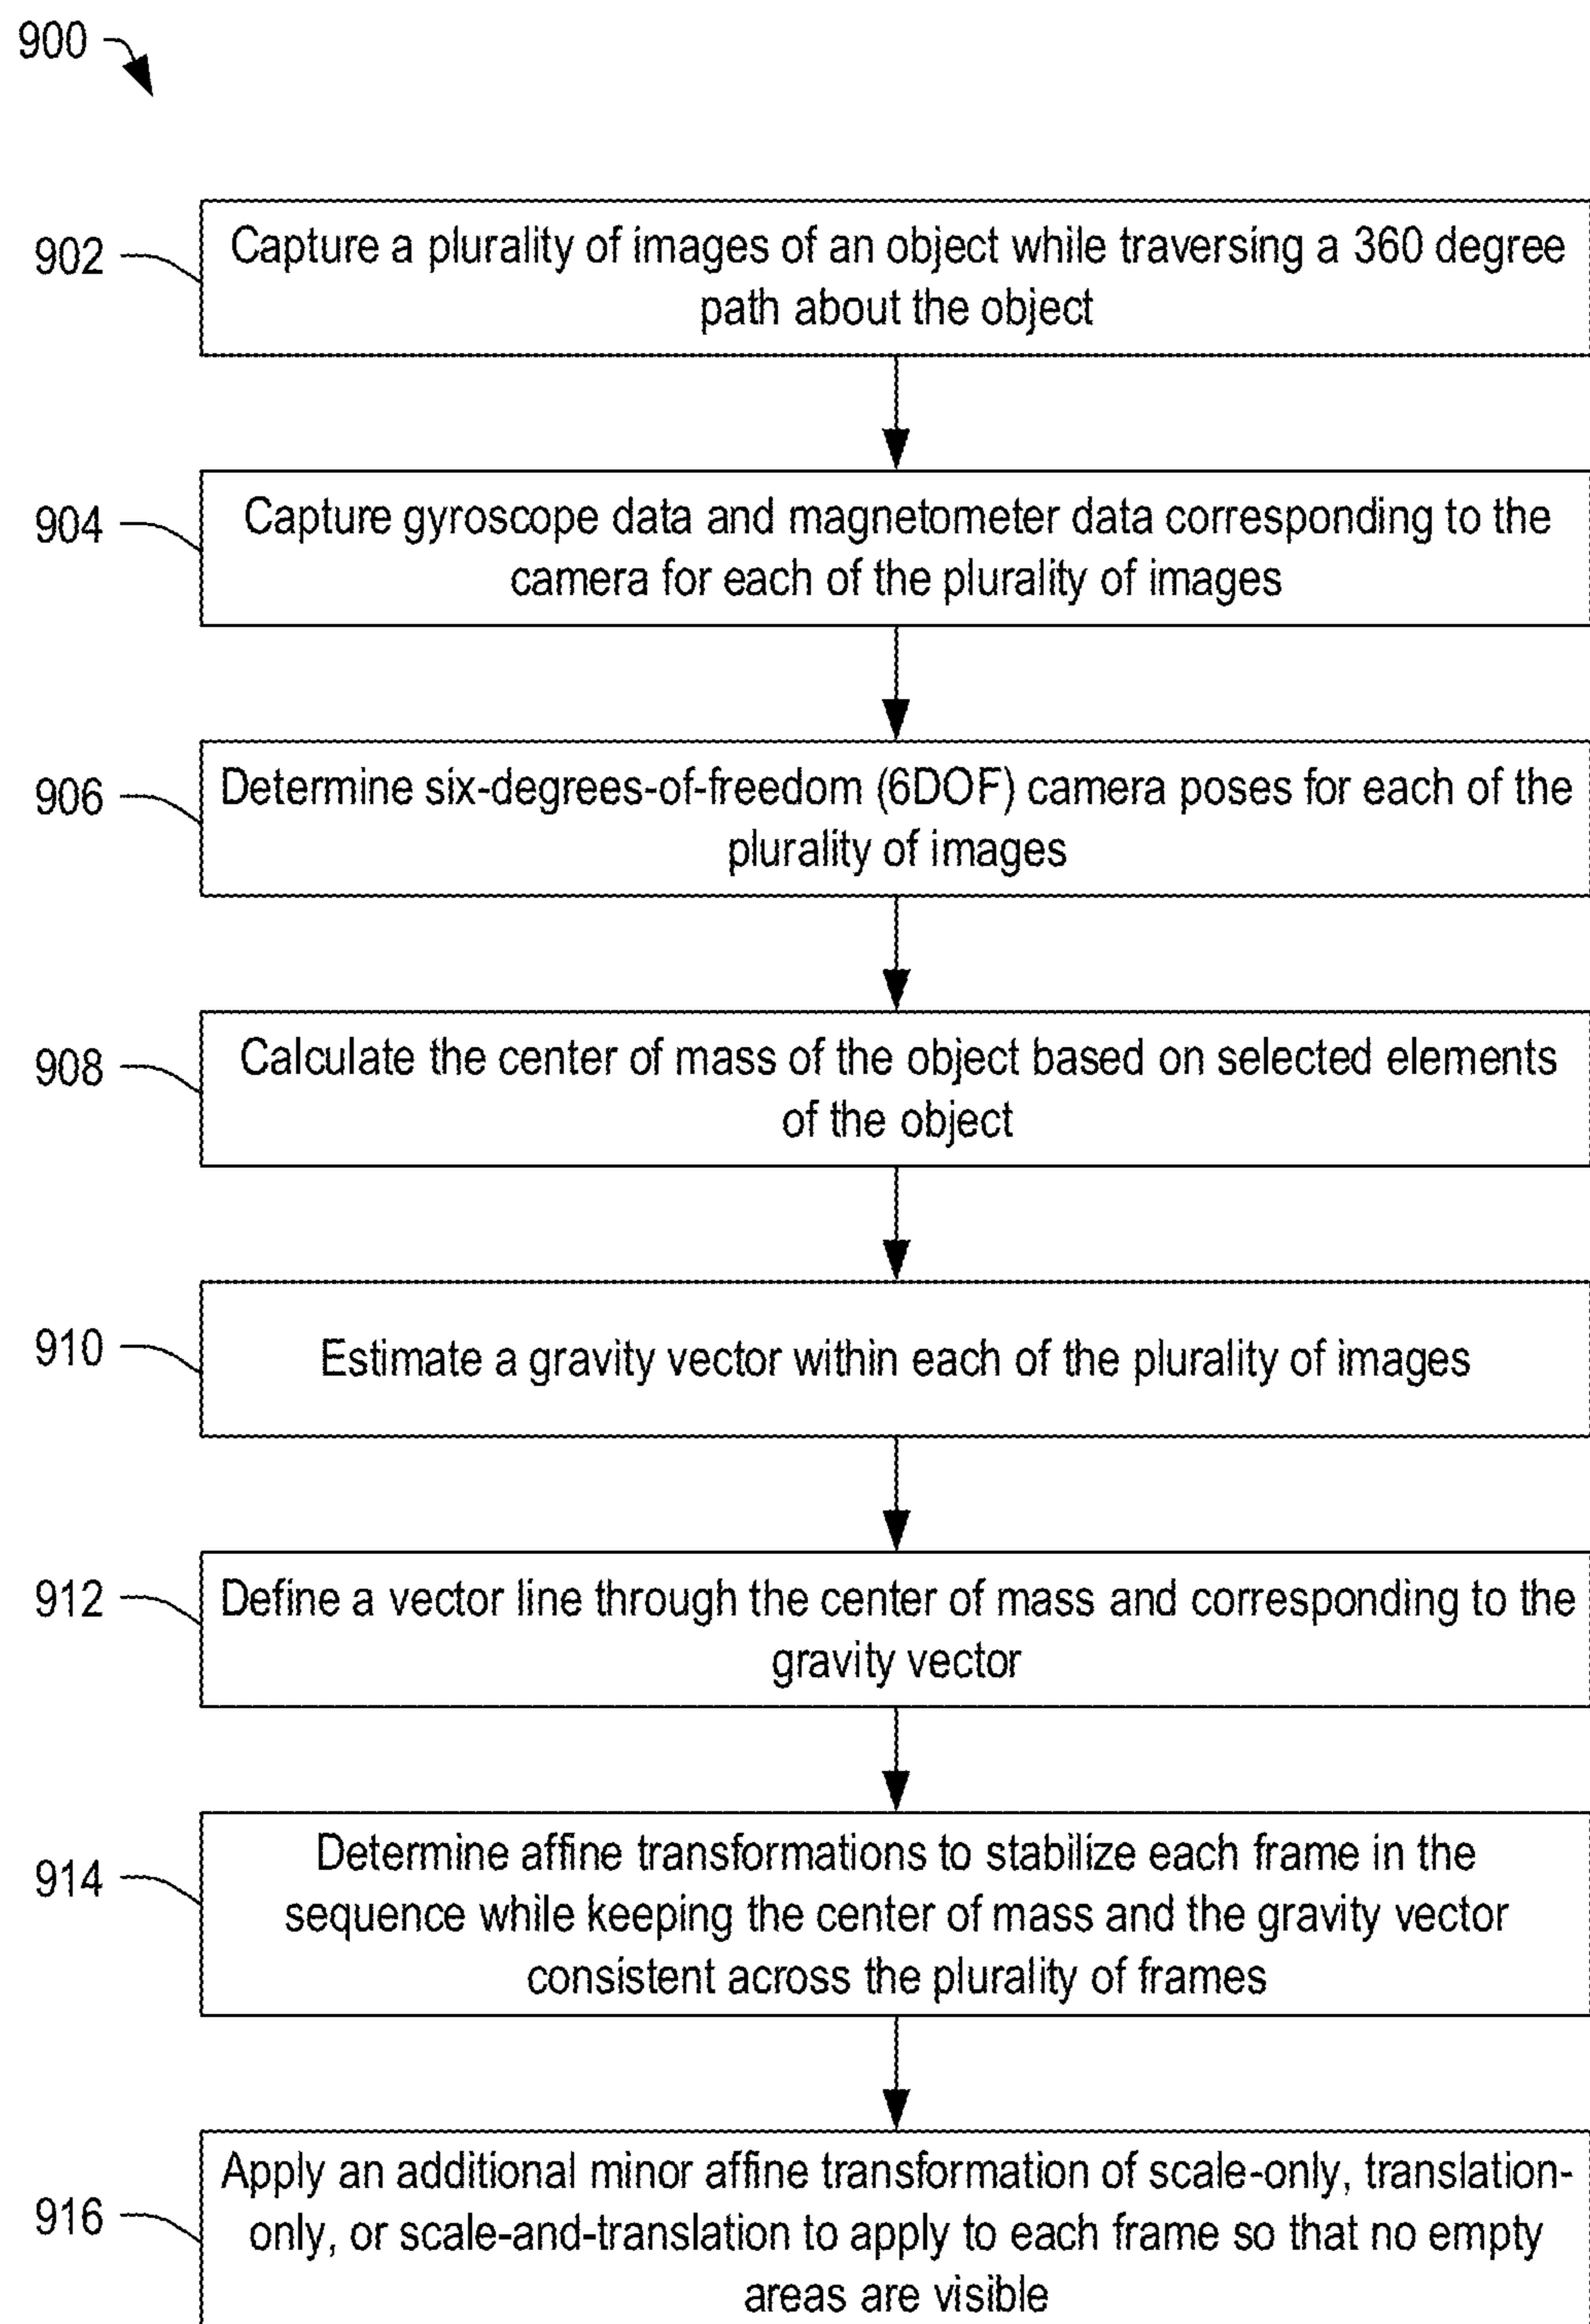 900
902
Capture a plurality of images of an object while traversing a 360 degree
path about the object
904
Capture gyroscope data and magnetometer data corresponding to the
camera for each of the plurality of images
906
Determine six-degrees-of-freedom (6DOF) camera poses for each of the
plurality of images
908
Calculate the center of mass of the object based on selected elements
of the object
910
Estimate a gravity vector within each of the plurality of images
912
Define a vector line through the center of mass and corresponding to the
gravity vector
914
Determine affine transformations to stabilize each frame in the
sequence while keeping the center of mass and the gravity vector
consistent across the plurality of frames
916
Apply an additional minor affine transformation of scale-only, translation-
only, or scale-and-translation to apply to each frame so that no empty
areas are visible